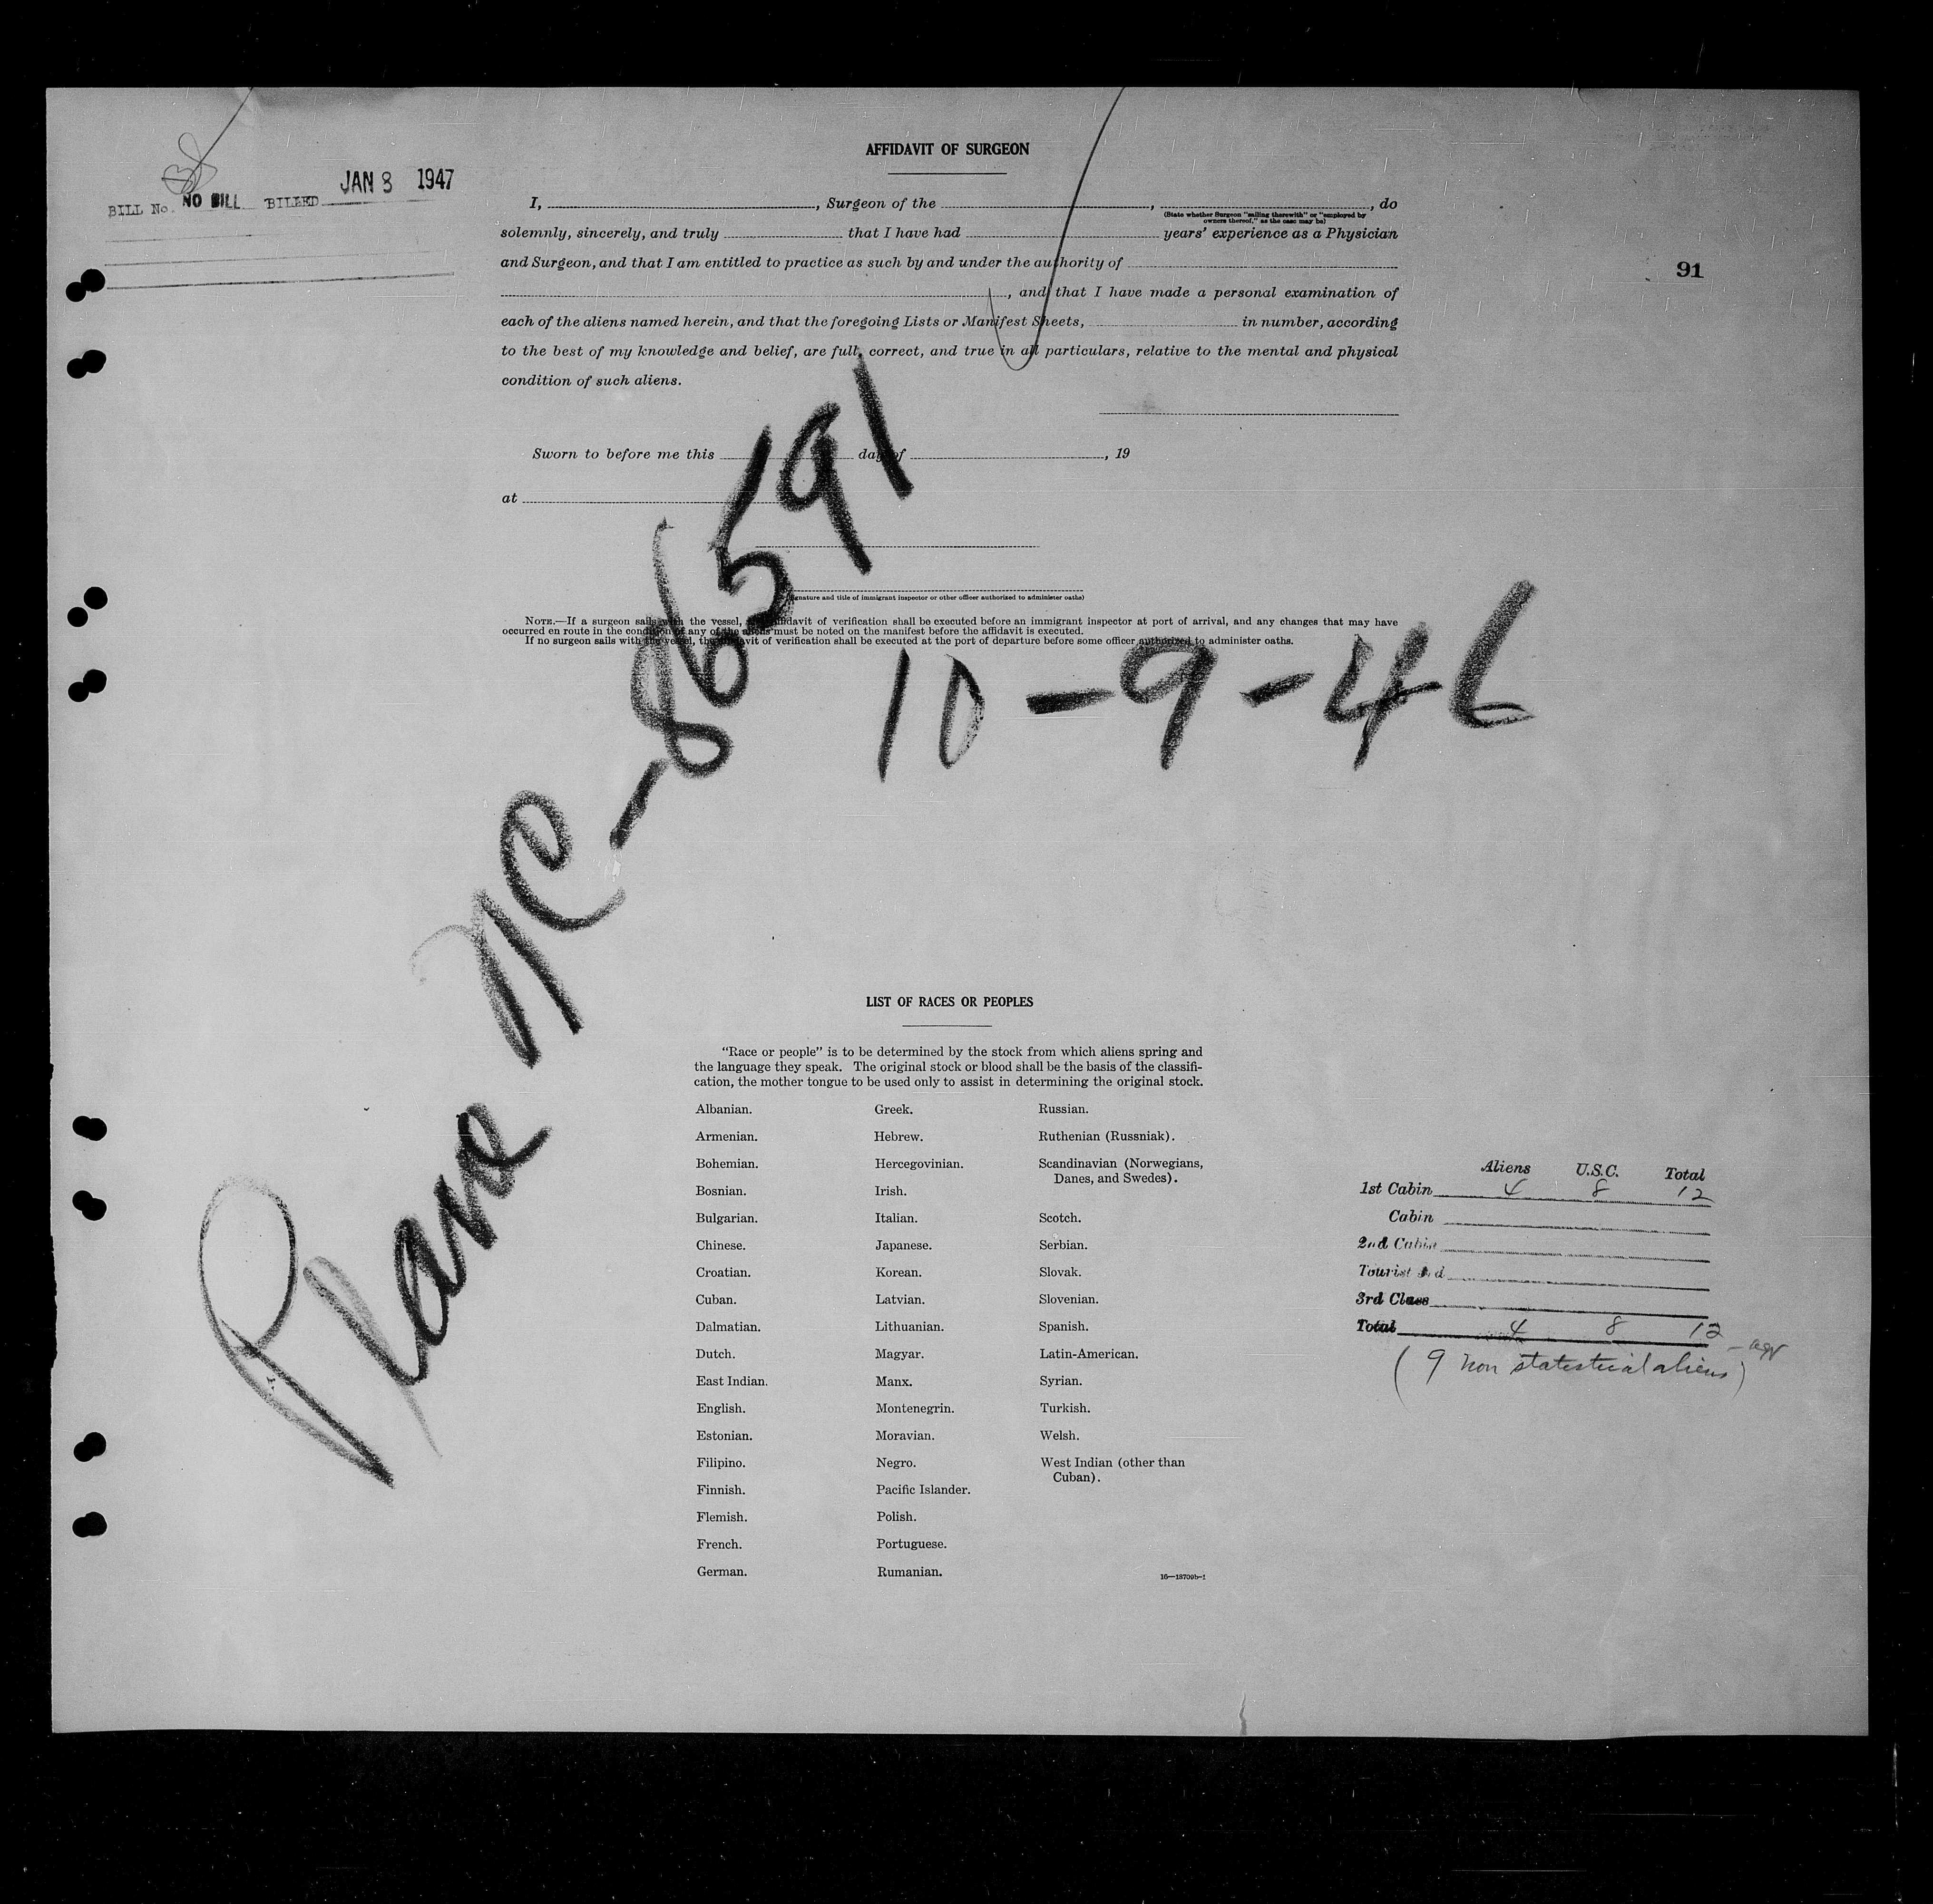 JAN 3 1947
BILL No. NO BILL BILLED
AFFIDAVIT OF SURGEON
I, , Surgeon of the , , do
(State whether Surgeon "sailing therewith" or "employed by
owners thereof," as the case may be)
solemnly, sincerely, and truly that I have had years' experience as a Physician
and Surgeon, and that I am entitled to practice as such by and under the authority of
, and that I have made a personal examination of
each of the aliens named herein, and that the foregoing Lists or Manifest Sheets, in number, according
to the best of my knowledge and belief, are full, correct, and true in all particulars, relative to the mental and physical
condition of such aliens.
91
Sworn to before me this day of , 19
at
(Signature and title of immigrant inspector or other officer authorized to administer oaths)
NOTE.—If a surgeon sails with the vessel, the affidavit of verification shall be executed before an immigrant inspector at port of arrival, and any changes that may have
occurred en route in the condition of any of the aliens must be noted on the manifest before the affidavit is executed.
If no surgeon sails with the vessel, the affidavit of verification shall be executed at the port of departure before some officer authorized to administer oaths.
Plane NC-86591
10-9-46
LIST OF RACES OR PEOPLES
"Race or people" is to be determined by the stock from which aliens spring and
the language they speak. The original stock or blood shall be the basis of the classifi-
cation, the mother tongue to be used only to assist in determining the original stock.
Albanian.
Armenian.
Bohemian.
Bosnian.
Bulgarian.
Chinese.
Croatian.
Cuban.
Dalmatian.
Dutch.
East Indian.
English.
Estonian.
Filipino.
Finnish.
Flemish.
French.
German.
Greek.
Hebrew.
Hercegovinian.
Irish.
Italian.
Japanese.
Korean.
Latvian.
Lithuanian.
Magyar.
Manx.
Montenegrin.
Moravian.
Negro.
Pacific Islander.
Polish.
Portuguese.
Rumanian.
Russian.
Ruthenian (Russniak).
Scandinavian (Norwegians,
Danes, and Swedes).
Scotch.
Serbian.
Slovak.
Slovenian.
Spanish.
Latin-American.
Syrian.
Turkish.
Welsh.
West Indian (other than
Cuban).
16—18709b-1
Aliens U.S.C. Total
1st Cabin 4 8 12
Cabin
2nd Cabin
Tourist 3d
3rd Class
Total 4 8 12
(9 non statistical aliens)